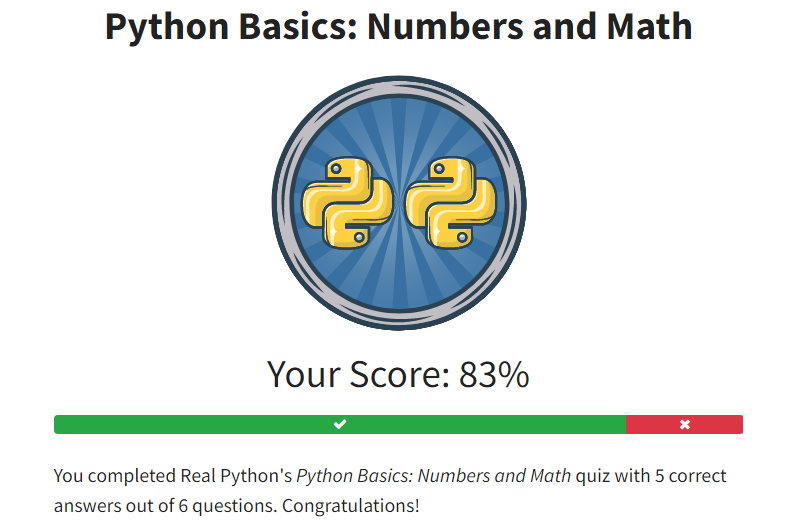 Python Basics: Numbers and Math
Your Score: 83%
You completed Real Python's Python Basics: Numbers and Math quiz with 5 correct
answers out of 6 questions. Congratulations!